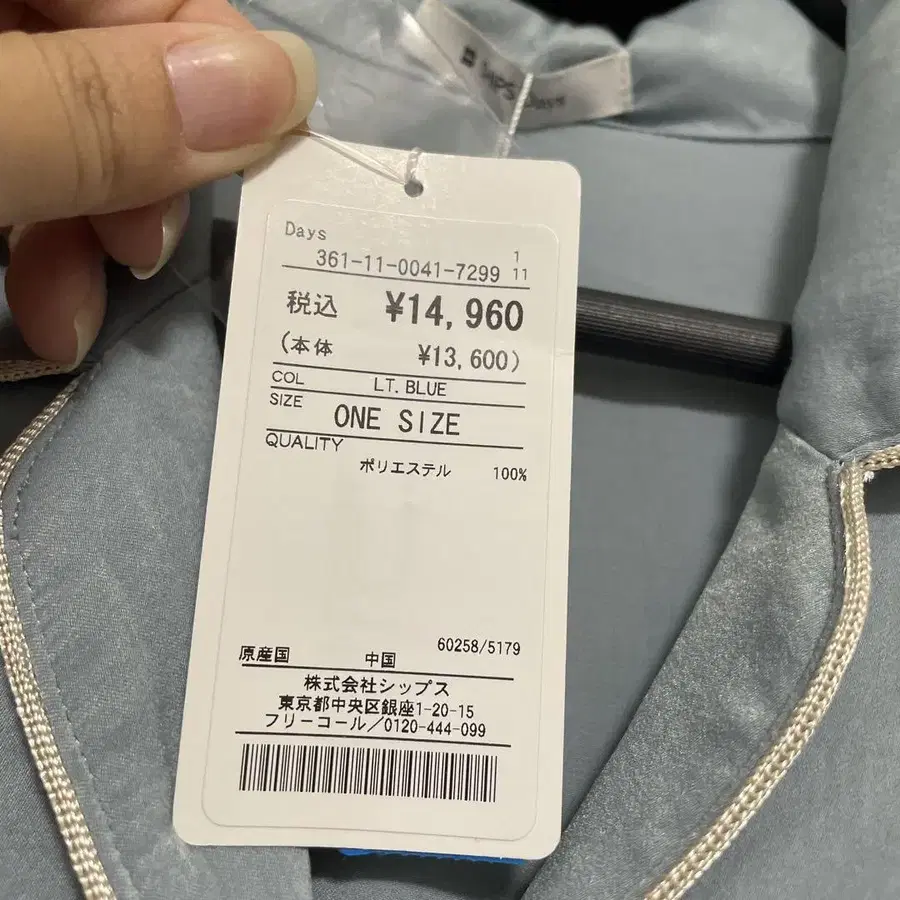 Days
Days
361-11-0041-7299 1/11
税込 ¥14,960
(本体 ¥13,600)
COL LT. BLUE
SIZE ONE SIZE
QUALITY
ポリエステル 100%
60258/5179
原産国 中国
株式会社シップス
東京都中央区銀座1-20-15
フリーコール/0120-444-099